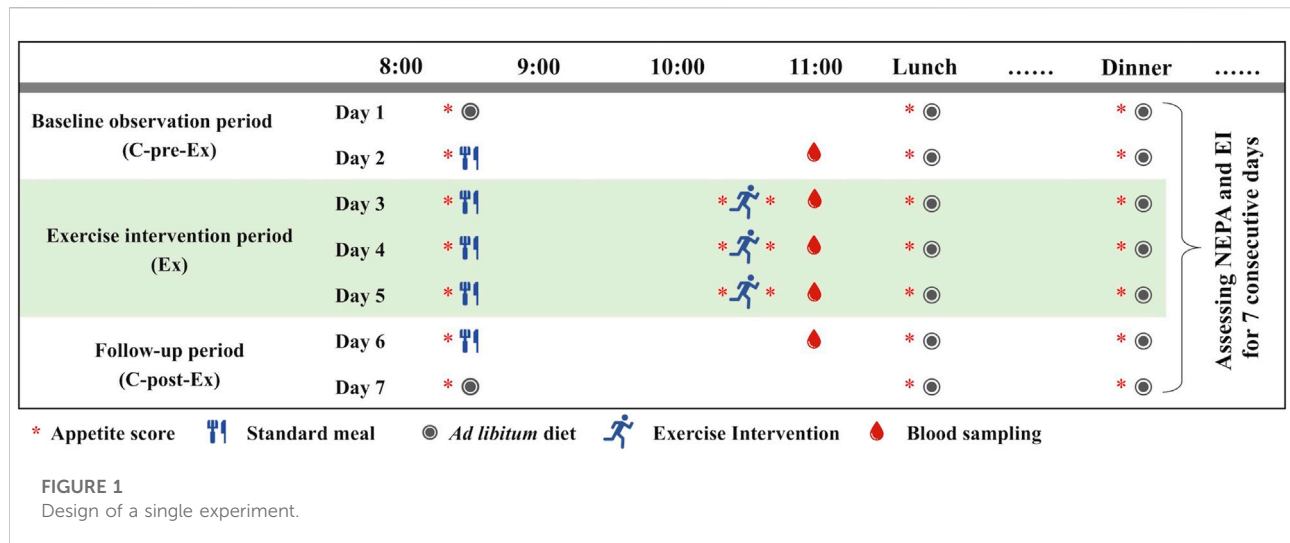 8:00 9:00 10:00 11:00 Lunch ...... Dinner ......
Baseline observation period
(C-pre-Ex)
Day 1
* * *
Day 2
* * *
Exercise intervention period
(Ex)
Day 3
* * * * *
Day 4
* * * * *
Day 5
* * * * *
Follow-up period
(C-post-Ex)
Day 6
* * *
Day 7
* * *
Assessing NEPA and EI
for 7 consecutive days
* Appetite score Standard meal Ad libitum diet Exercise Intervention Blood sampling
FIGURE 1
Design of a single experiment.